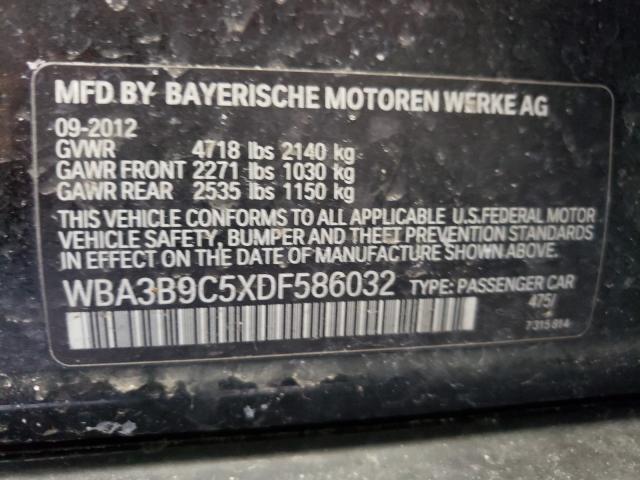 MFD BY BAYERISCHE MOTOREN WERKE AG
09-2012
GVWR 4718 lbs 2140 kg
GAWR FRONT 2271 lbs 1030 kg
GAWR REAR 2535 lbs 1150 kg
THIS VEHICLE CONFORMS TO ALL APPLICABLE U.S.FEDERAL MOTOR
VEHICLE SAFETY, BUMPER AND THEFT PREVENTION STANDARDS
IN EFFECT ON THE DATE OF MANUFACTURE SHOWN ABOVE.
WBA3B9C5XDF586032 TYPE: PASSENGER CAR
475/
7315814